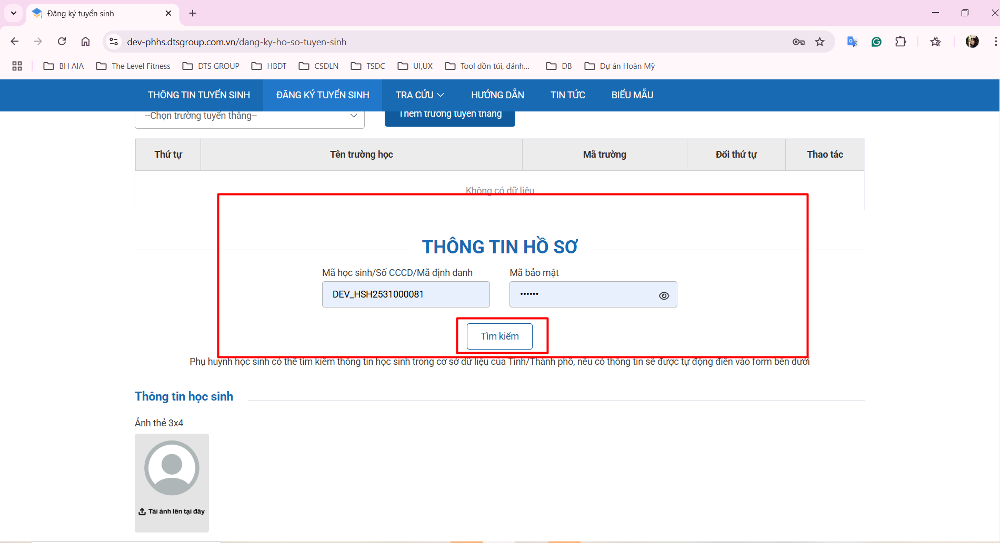 Đăng ký tuyển sinh
dev-phhs.dtsgroup.com.vn/dang-ky-ho-so-tuyen-sinh
BH AIA The Level Fitness DTS GROUP HBDT CSDLN TSDC UI,UX Tool dồn túi, đánh... DB Dự án Hoàn Mỹ
THÔNG TIN TUYỂN SINH ĐĂNG KÝ TUYỂN SINH TRA CỨU HƯỚNG DẪN TIN TỨC BIỂU MẪU
--Chọn trường tuyển thẳng-- Thêm trường tuyển thẳng
Thứ tự Tên trường học Mã trường Đổi thứ tự Thao tác
Không có dữ liệu
THÔNG TIN HỒ SƠ
Mã học sinh/Số CCCD/Mã định danh Mã bảo mật
DEV_HSH2531000081 ••••••
Tìm kiếm
Phụ huynh học sinh có thể tìm kiếm thông tin học sinh trong cơ sở dữ liệu của Tỉnh/Thành phố, nếu có thông tin sẽ được tự động điền vào form bên dưới
Thông tin học sinh
Ảnh thẻ 3x4
Tải ảnh lên tại đây